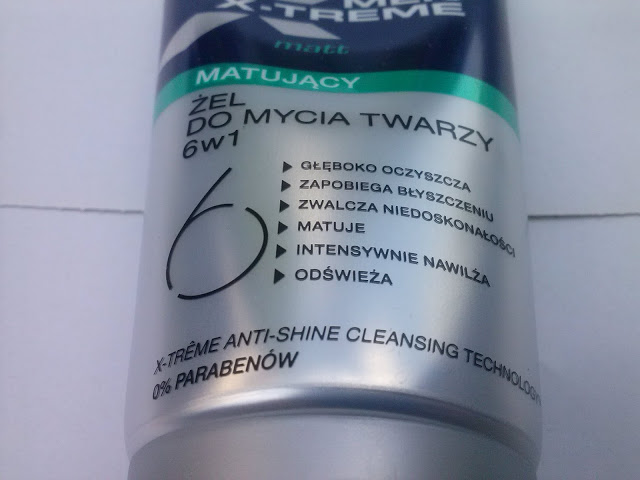 X-TREME
matt
MATUJĄCY
ŻEL
DO MYCIA TWARZY
6w1
6
GŁĘBOKO OCZYSZCZA
ZAPOBIEGA BŁYSZCZENIU
ZWALCZA NIEDOSKONAŁOŚCI
MATUJE
INTENSYWNIE NAWILŻA
ODŚWIEŻA
X-TRÊME ANTI-SHINE CLEANSING TECHNOLOGY
0% PARABENÓW